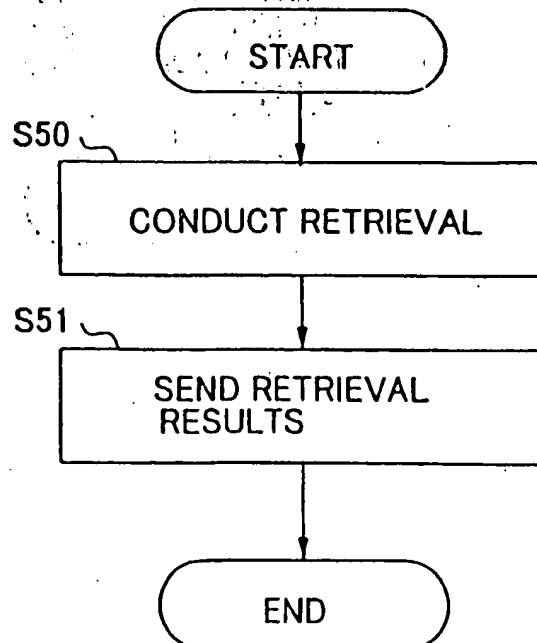 START
S50
CONDUCT RETRIEVAL
S51
SEND RETRIEVAL
RESULTS
END